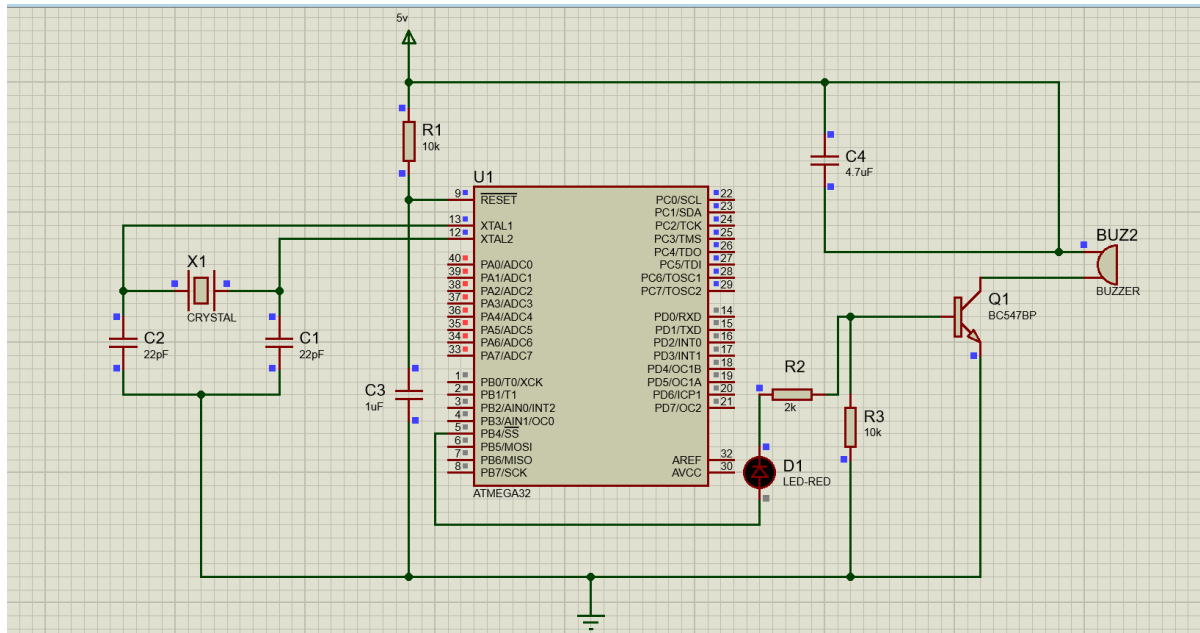 5v
R1
10k
C4
4.7uF
U1
9 RESET
13 XTAL1
12 XTAL2
40 PA0/ADC0
39 PA1/ADC1
38 PA2/ADC2
37 PA3/ADC3
36 PA4/ADC4
35 PA5/ADC5
34 PA6/ADC6
33 PA7/ADC7
1 PB0/T0/XCK
2 PB1/T1
3 PB2/AIN0/INT2
4 PB3/AIN1/OC0
5 PB4/SS
6 PB5/MOSI
7 PB6/MISO
8 PB7/SCK
PC0/SCL 22
PC1/SDA 23
PC2/TCK 24
PC3/TMS 25
PC4/TDO 26
PC5/TDI 27
PC6/TOSC1 28
PC7/TOSC2 29
PD0/RXD 14
PD1/TXD 15
PD2/INT0 16
PD3/INT1 17
PD4/OC1B 18
PD5/OC1A 19
PD6/ICP1 20
PD7/OC2 21
AREF 32
AVCC 30
ATMEGA32
X1
CRYSTAL
C2
22pF
C1
22pF
C3
1uF
BUZ2
BUZZER
Q1
BC547BP
R2
2k
R3
10k
D1
LED-RED